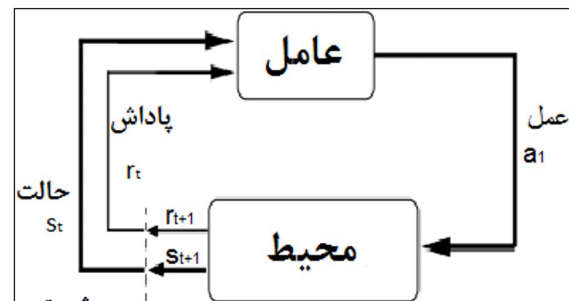 عامل
پاداش
rt
حالت
St
عمل
a1
rt+1
St+1
محیط